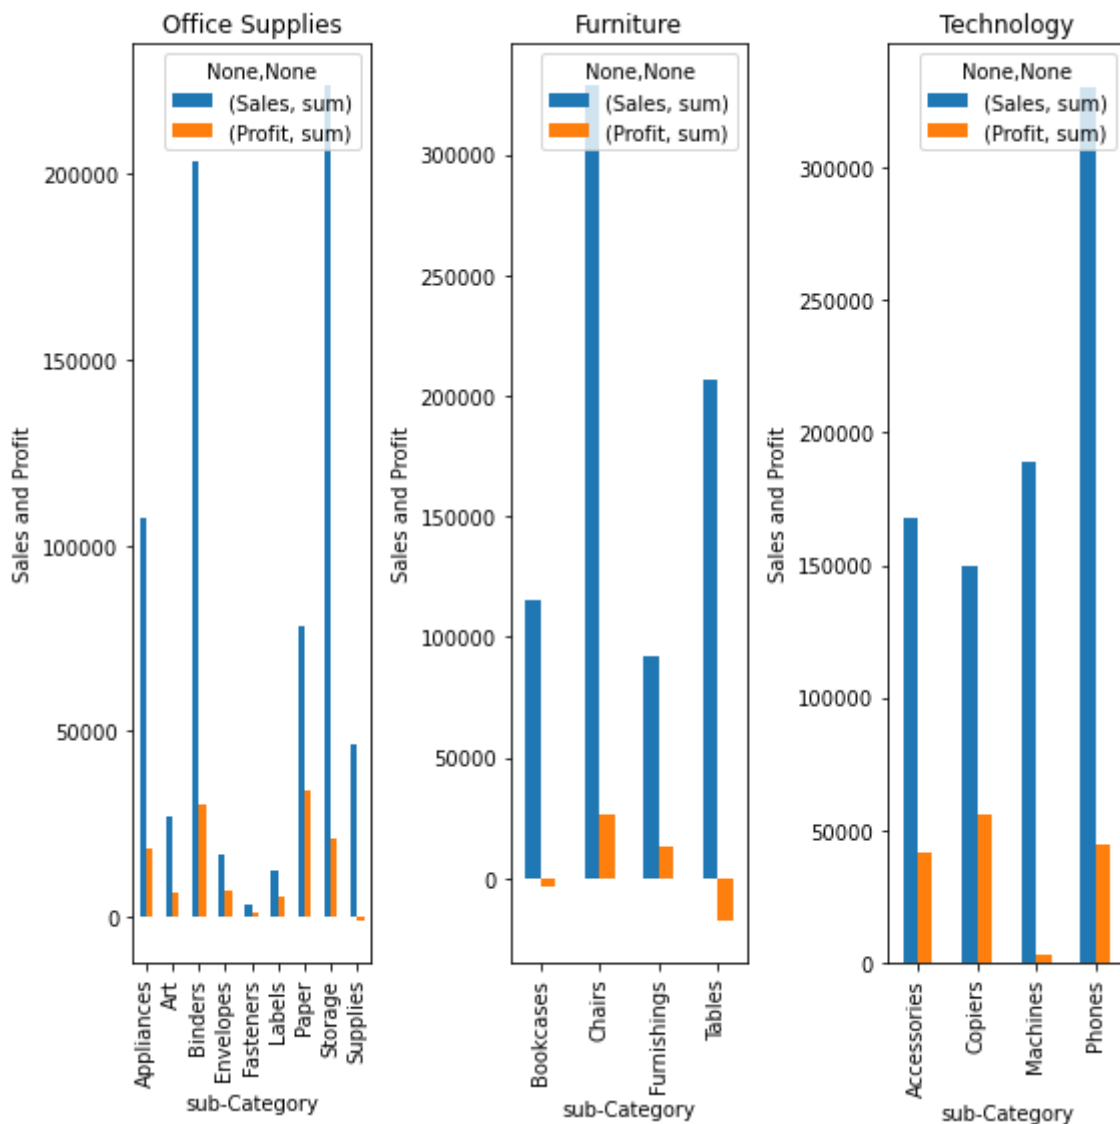 Office Supplies
None,None
(Sales, sum)
(Profit, sum)
200000
150000
100000
50000
0
Sales and Profit
Appliances
Art
Binders
Envelopes
Fasteners
Labels
Paper
Storage
Supplies
sub-Category
Furniture
None,None
(Sales, sum)
(Profit, sum)
300000
250000
200000
150000
100000
50000
0
Sales and Profit
Bookcases
Chairs
Furnishings
Tables
sub-Category
Technology
None,None
(Sales, sum)
(Profit, sum)
300000
250000
200000
150000
100000
50000
0
Sales and Profit
Accessories
Copiers
Machines
Phones
sub-Category